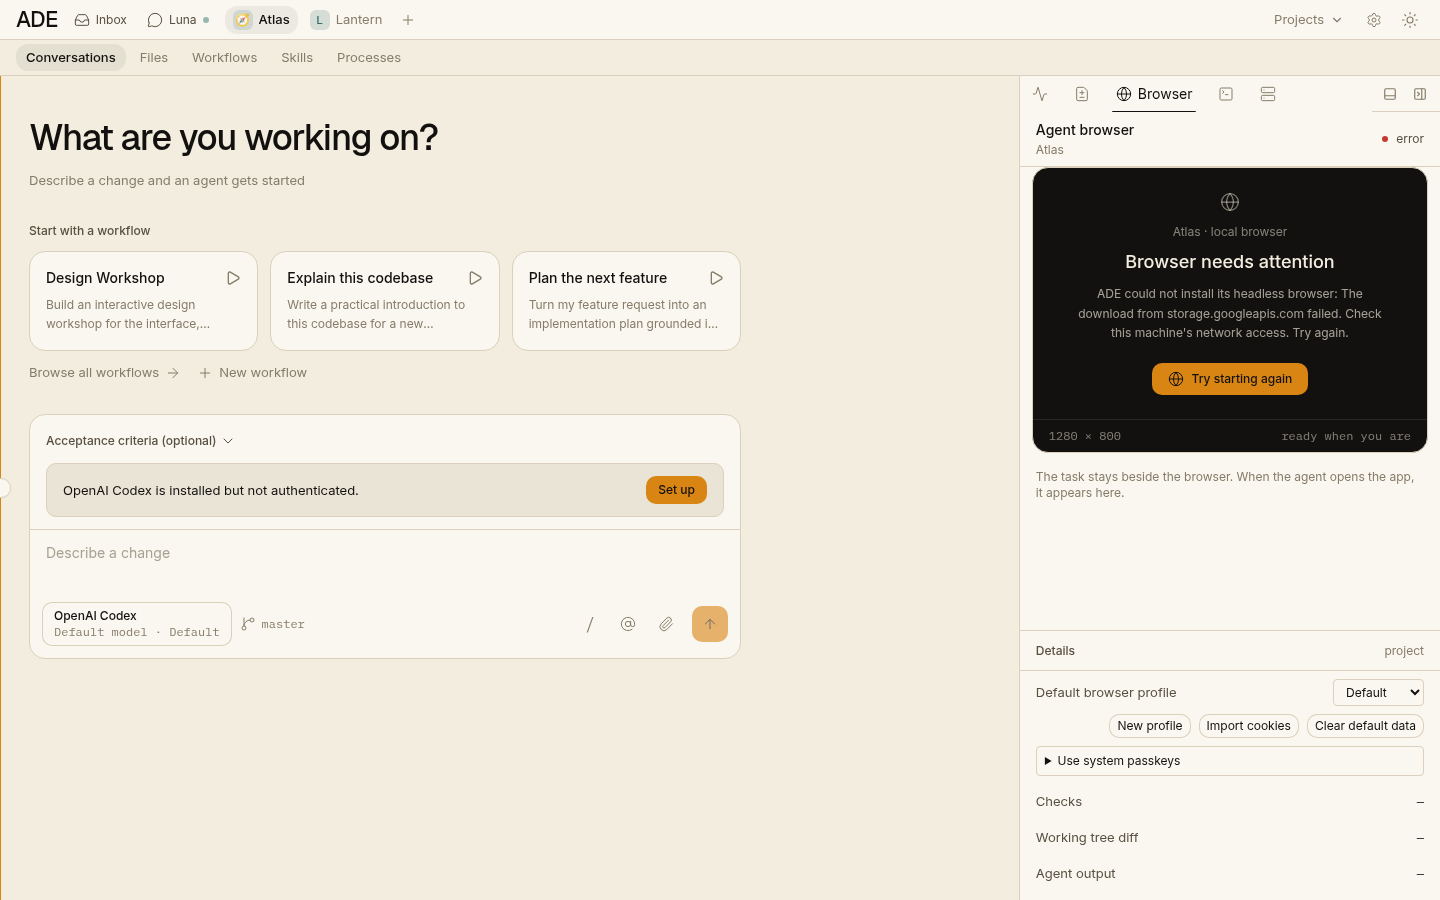 ADE
Inbox
Luna
Atlas
L
Lantern
Projects
Conversations
Files
Workflows
Skills
Processes
What are you working on?
Describe a change and an agent gets started
Start with a workflow
Design Workshop
Build an interactive design
workshop for the interface,...
Explain this codebase
Write a practical introduction to
this codebase for a new...
Plan the next feature
Turn my feature request into an
implementation plan grounded i...
Browse all workflows
New workflow
Acceptance criteria (optional)
OpenAI Codex is installed but not authenticated.
Set up
Describe a change
OpenAI Codex
Default model · Default
master
/
@
Browser
Agent browser
Atlas
error
Atlas · local browser
Browser needs attention
ADE could not install its headless browser: The
download from storage.googleapis.com failed. Check
this machine's network access. Try again.
Try starting again
1280 × 800
ready when you are
The task stays beside the browser. When the agent opens the app,
it appears here.
Details
project
Default browser profile
Default
New profile
Import cookies
Clear default data
Use system passkeys
Checks
–
Working tree diff
–
Agent output
–